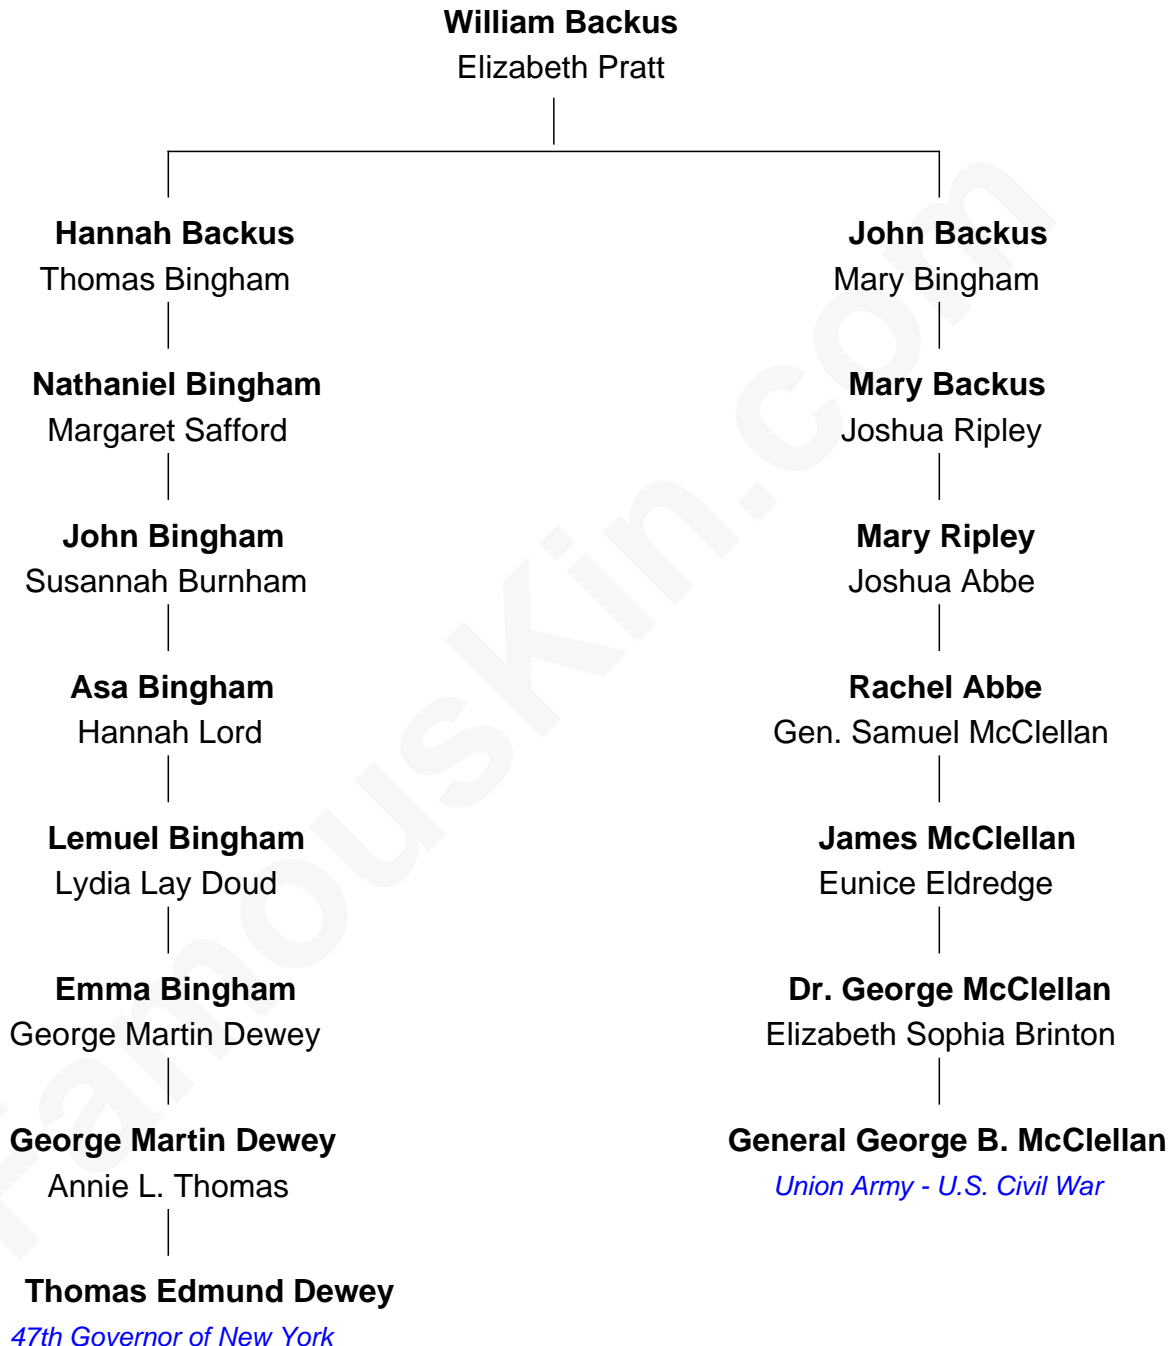 William Backus
Elizabeth Pratt
Hannah Backus
Thomas Bingham
John Backus
Mary Bingham
Nathaniel Bingham
Margaret Safford
Mary Backus
Joshua Ripley
John Bingham
Susannah Burnham
Mary Ripley
Joshua Abbe
Asa Bingham
Hannah Lord
Rachel Abbe
Gen. Samuel McClellan
Lemuel Bingham
Lydia Lay Doud
James McClellan
Eunice Eldredge
Emma Bingham
George Martin Dewey
Dr. George McClellan
Elizabeth Sophia Brinton
George Martin Dewey
Annie L. Thomas
General George B. McClellan
Union Army - U.S. Civil War
Thomas Edmund Dewey
47th Governor of New York
FamousKin.com